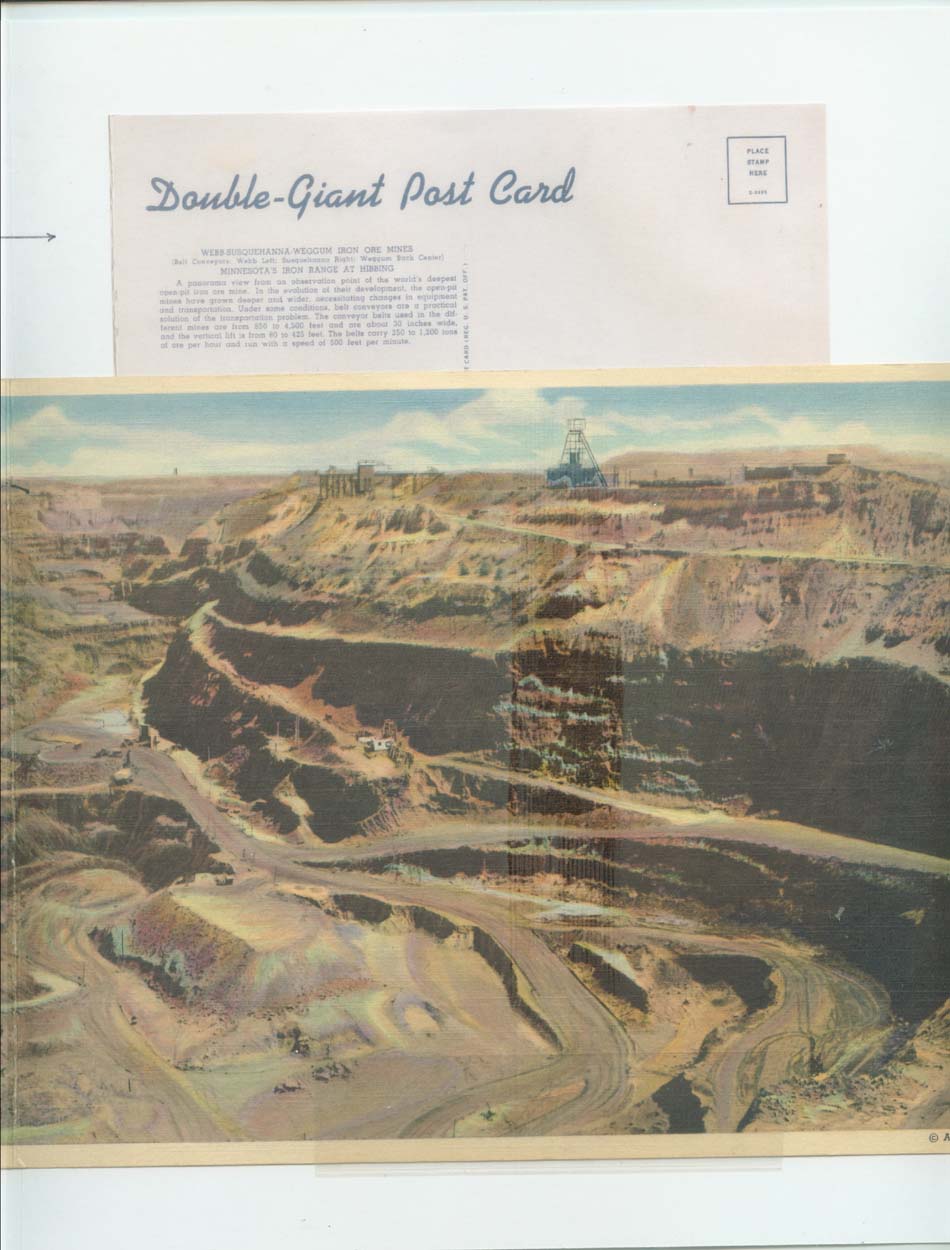 Double-Giant Post Card
PLACE
STAMP
HERE
WEBB-SUSQUEHANNA-WEGGUM IRON ORE MINES
(Belt Conveyors: Webb Left; Susquehanna Right; Weggum Back Center)
MINNESOTA'S IRON RANGE AT HIBBING
A panorama view from an observation point of the world's deepest
open-pit iron ore mine. In the evolution of their development, the open-pit
mines have grown deeper and wider, necessitating changes in equipment
and transportation. Under some conditions, belt conveyors are a practical
solution of the transportation problem. The conveyor belts used in the dif-
ferent mines are from 850 to 4,500 feet and are about 30 inches wide,
and the vertical lift is from 60 to 425 feet. The belts carry 250 to 1,200 tons
of ore per hour and run with a speed of 500 feet per minute.
CARD (REG. U. S. PAT. OFF.)
©